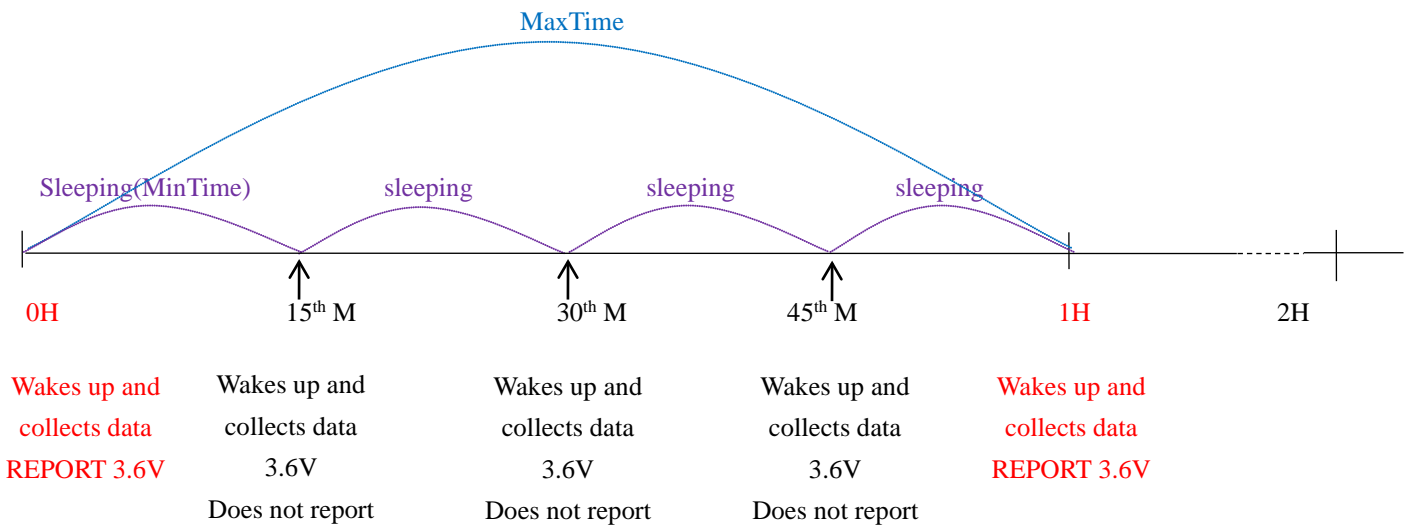 MaxTime
Sleeping(MinTime)
sleeping
sleeping
sleeping
0H
15th M
30th M
45th M
1H
2H
Wakes up and
collects data
REPORT 3.6V
Wakes up and
collects data
3.6V
Does not report
Wakes up and
collects data
3.6V
Does not report
Wakes up and
collects data
3.6V
Does not report
Wakes up and
collects data
REPORT 3.6V